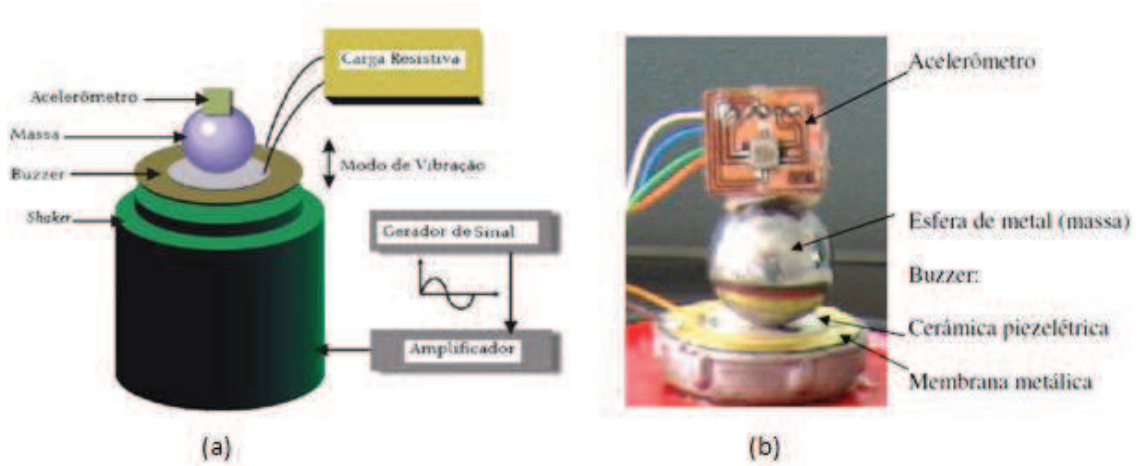 Carga Resistiva
Acelerômetro
Massa
Buzzer
Modo de Vibração
Shaker
Gerador de Sinal
Amplificador
(a)
Acelerômetro
Esfera de metal (massa)
Buzzer:
Cerâmica piezelétrica
Membrana metálica
(b)